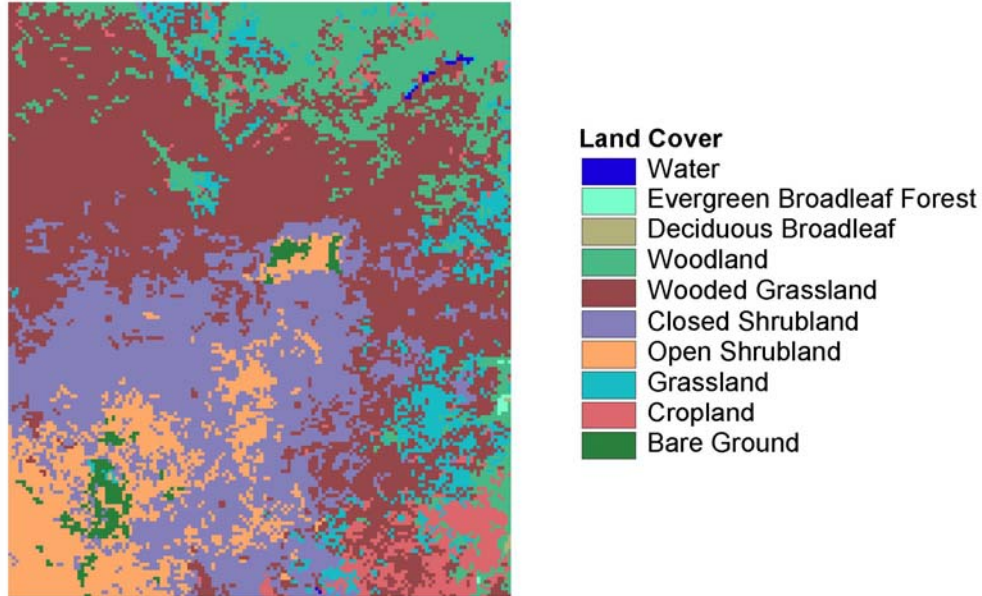 Land Cover
Water
Evergreen Broadleaf Forest
Deciduous Broadleaf
Woodland
Wooded Grassland
Closed Shrubland
Open Shrubland
Grassland
Cropland
Bare Ground